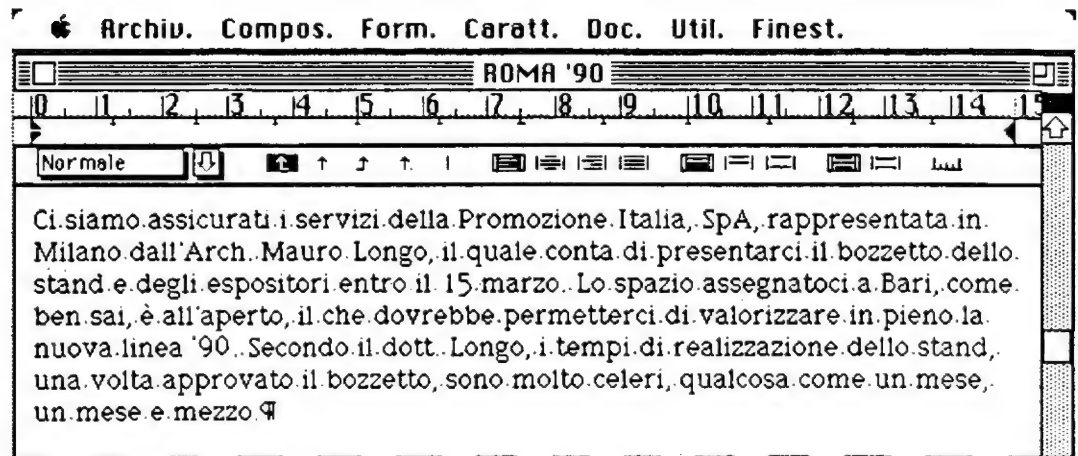 Archiv. Compos. Form. Caratt. Doc. Util. Finest.
ROMA '90
0 1 2 3 4 5 6 7 8 9 10 11 12 13 14 15
Normale
Ci siamo assicurati i servizi della Promozione Italia, SpA, rappresentata in
Milano dall'Arch. Mauro Longo, il quale conta di presentarci il bozzetto dello
stand e degli espositori entro il 15 marzo. Lo spazio assegnatoci a Bari, come
ben sai, è all'aperto, il che dovrebbe permetterci di valorizzare in pieno la
nuova linea '90. Secondo il dott. Longo, i tempi di realizzazione dello stand,
una volta approvato il bozzetto, sono molto celeri, qualcosa come un mese,
un mese e mezzo.¶